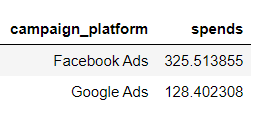 campaign_platform spends
Facebook Ads 325.513855
Google Ads 128.402308